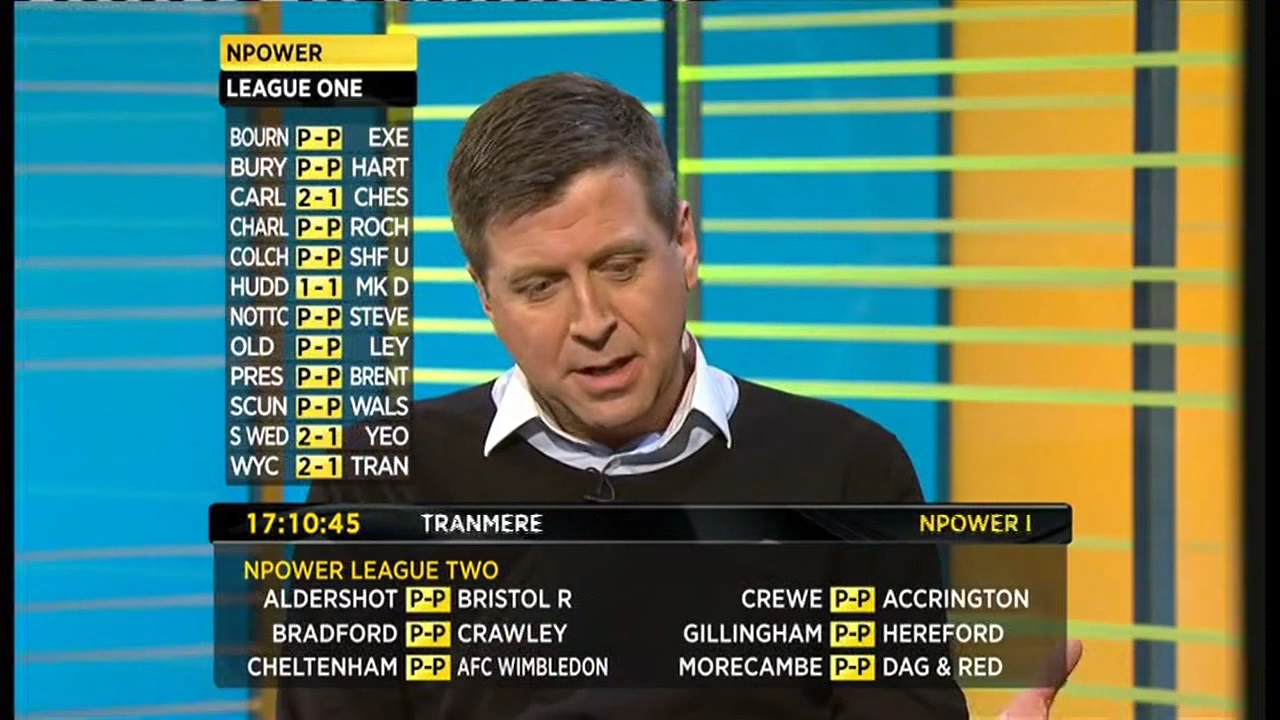 NPOWER
LEAGUE ONE
BOURN P-P EXE
BURY P-P HART
CARL 2-1 CHES
CHARL P-P ROCH
COLCH P-P SHF U
HUDD 1-1 MK D
NOTTC P-P STEVE
OLD P-P LEY
PRES P-P BRENT
SCUN P-P WALS
S WED 2-1 YEO
WYC 2-1 TRAN
17:10:45 TRANMERE NPOWER I
NPOWER LEAGUE TWO
ALDERSHOT P-P BRISTOL R CREWE P-P ACCRINGTON
BRADFORD P-P CRAWLEY GILLINGHAM P-P HEREFORD
CHELTENHAM P-P AFC WIMBLEDON MORECAMBE P-P DAG & RED